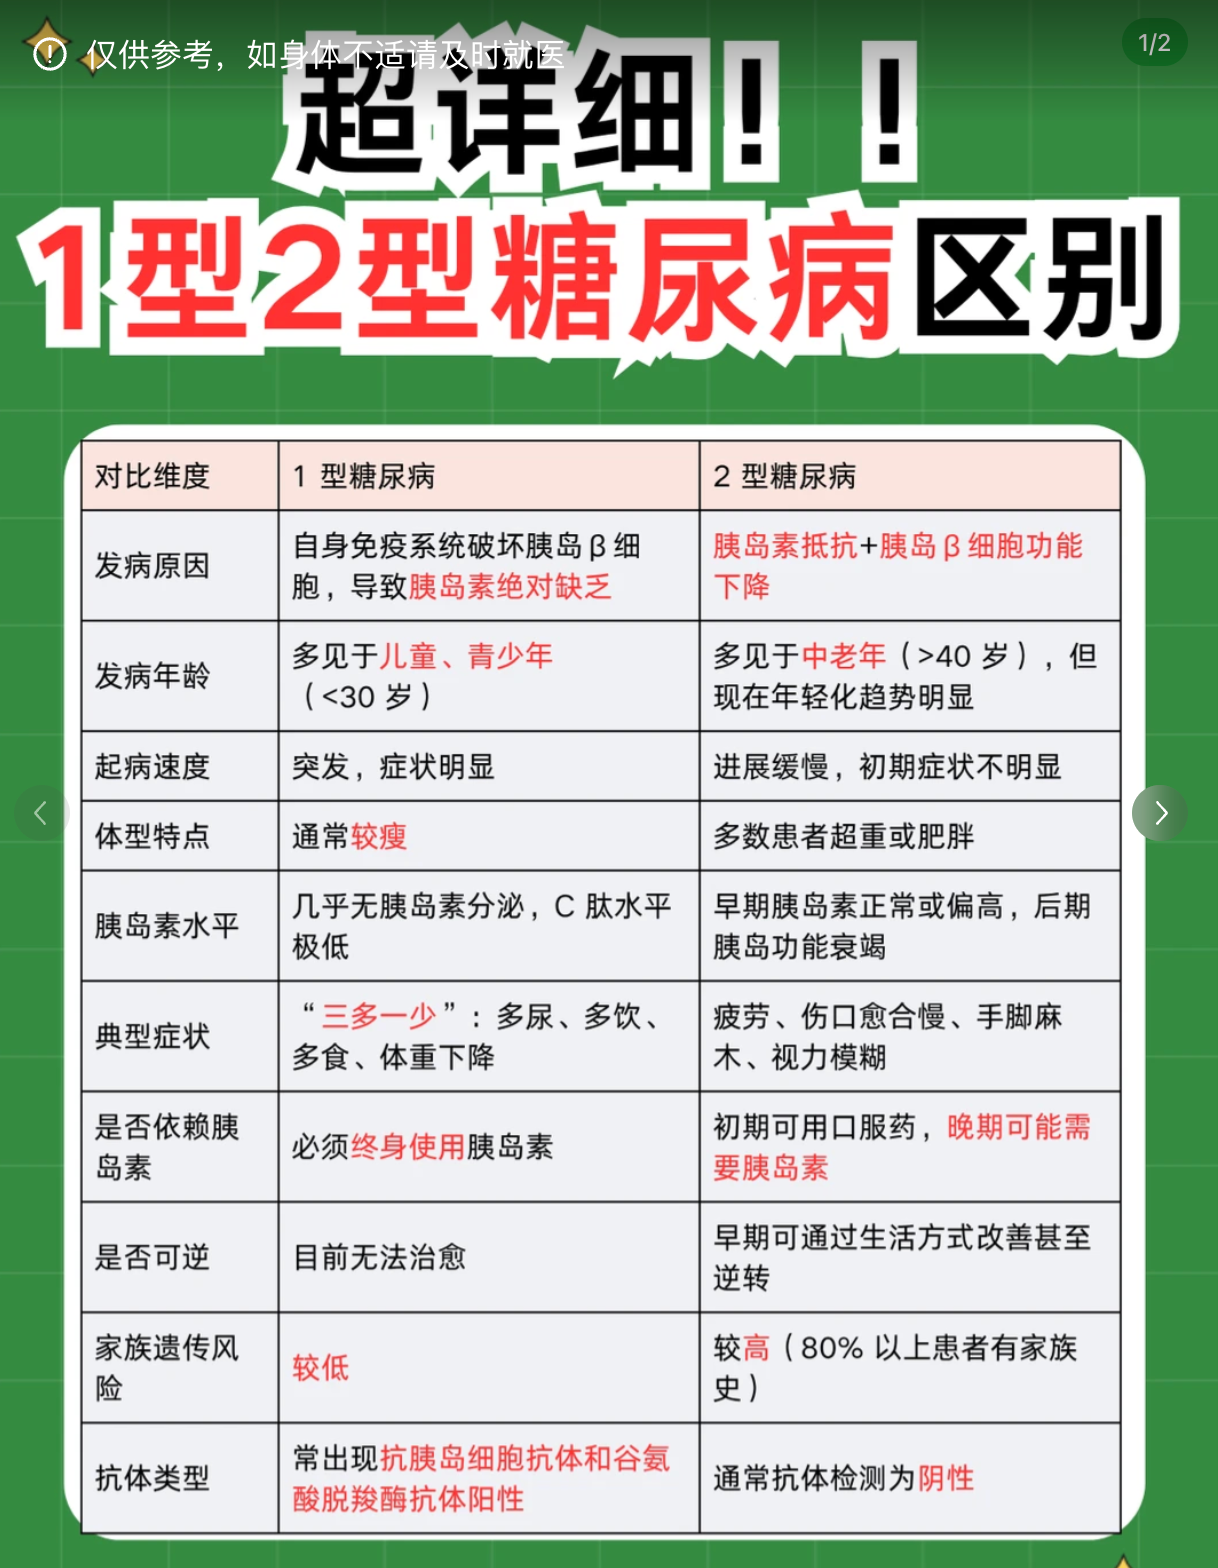 仅供参考，如身体不适请及时就医
1/2
超详细！！
1型2型糖尿病区别
对比维度
1 型糖尿病
2 型糖尿病
发病原因
自身免疫系统破坏胰岛β细
胞，导致胰岛素绝对缺乏
胰岛素抵抗+胰岛β细胞功能
下降
发病年龄
多见于儿童、青少年
（<30 岁）
多见于中老年（>40 岁），但
现在年轻化趋势明显
起病速度
突发，症状明显
进展缓慢，初期症状不明显
体型特点
通常较瘦
多数患者超重或肥胖
胰岛素水平
几乎无胰岛素分泌，C 肽水平
极低
早期胰岛素正常或偏高，后期
胰岛功能衰竭
典型症状
“三多一少”：多尿、多饮、
多食、体重下降
疲劳、伤口愈合慢、手脚麻
木、视力模糊
是否依赖胰
岛素
必须终身使用胰岛素
初期可用口服药，晚期可能需
要胰岛素
是否可逆
目前无法治愈
早期可通过生活方式改善甚至
逆转
家族遗传风
险
较低
较高（80% 以上患者有家族
史）
抗体类型
常出现抗胰岛细胞抗体和谷氨
酸脱羧酶抗体阳性
通常抗体检测为阴性